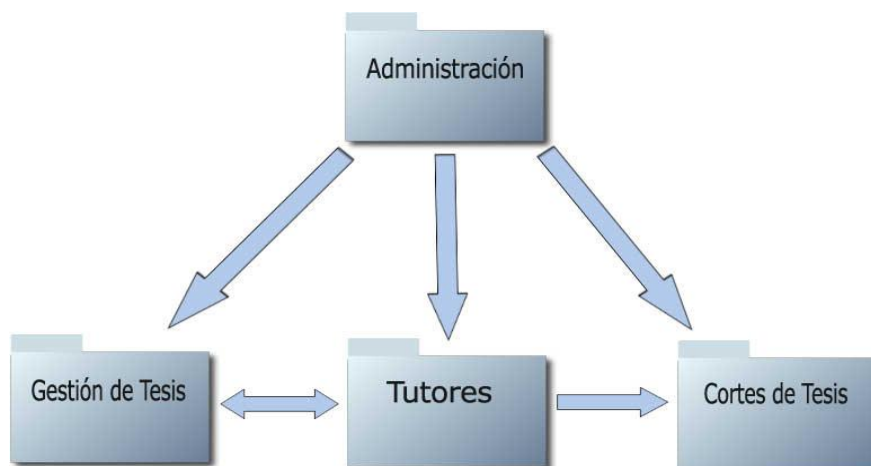 Administración
Gestión de Tesis
Tutores
Cortes de Tesis